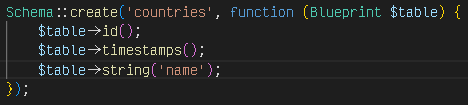 Schema::create('countries', function (Blueprint $table) {
    $table->id();
    $table->timestamps();
    $table->string('name');
});